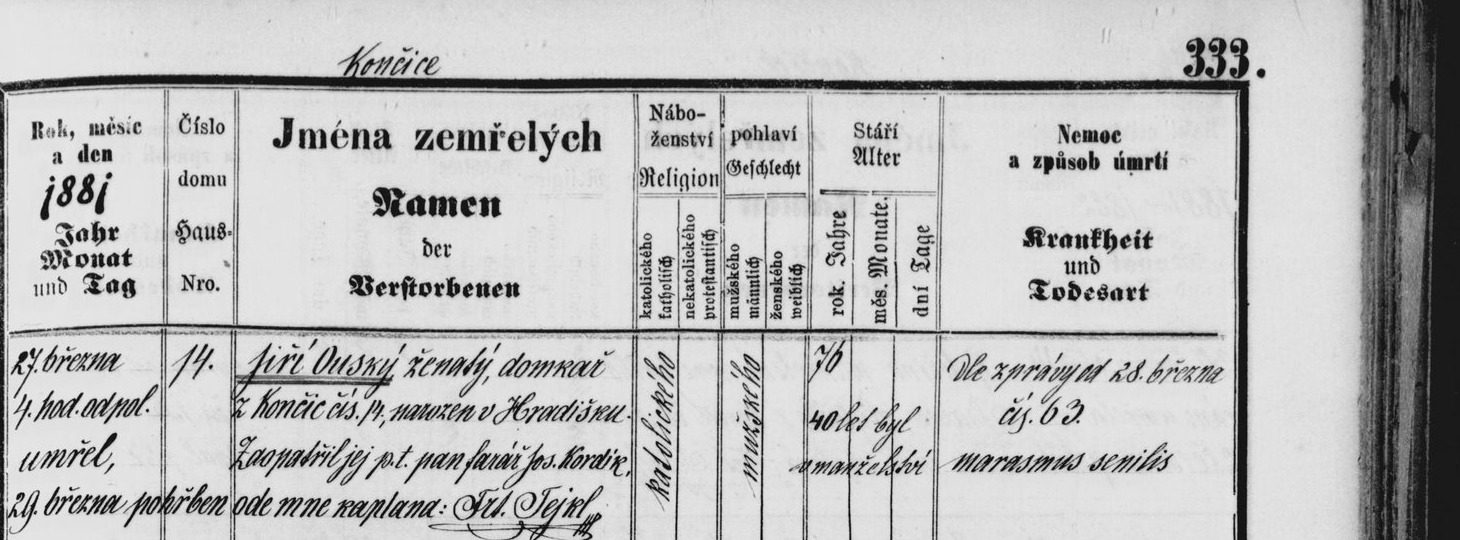 Končice
333.
Rok, měsíc
a den
1881
Jahr
Monat
und Tag
Číslo
domu
Haus-
Nro.
Jména zemřelých
Namen
der
Verstorbenen
Nábo-
ženství
Religion
katolického
katholisch
nekatolického
protestantisch
pohlaví
Geschlecht
mužského
männlich
ženského
weiblich
Stáří
Alter
rok. Jahre
měs. Monate.
dní Tage
Nemoc
a způsob úmrtí
Krankheit
und
Todesart
27. března
4. hod. odpol.
umřel,
29. března pohřben
14.
Jiří Ouský ženatý, domkař
z Končic čís. 14, narozen v Hradišku.
Zaopatřil jej p. t. pan farář Jos. Kordik,
ode mne kaplana: Frt. Tejkl
katolického
mužského
76
40 let byl
v manželství
Dle zprávy od 28. března
čís. 63.
marasmus senilis